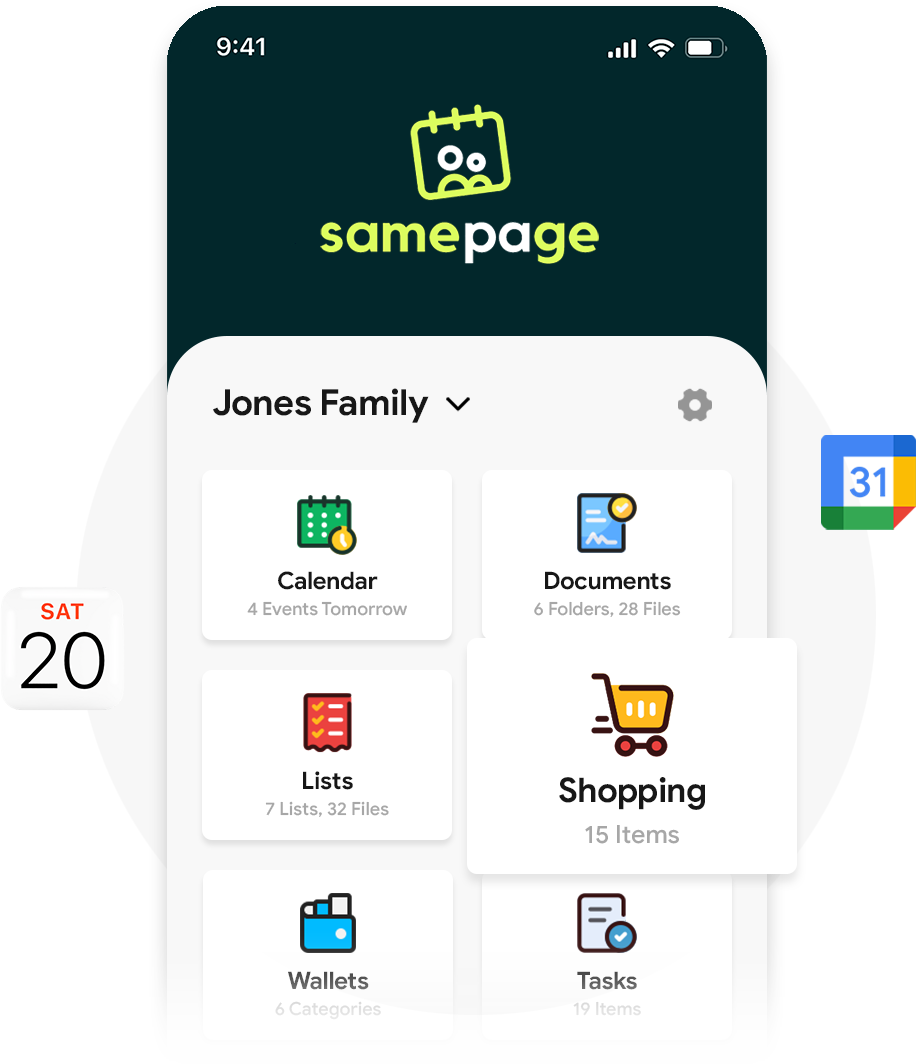 9:41
samepage
Jones Family
31
Calendar
4 Events Tomorrow
Documents
6 Folders, 28 Files
SAT
20
Lists
7 Lists, 32 Files
Shopping
15 Items
Wallets
6 Categories
Tasks
19 Items